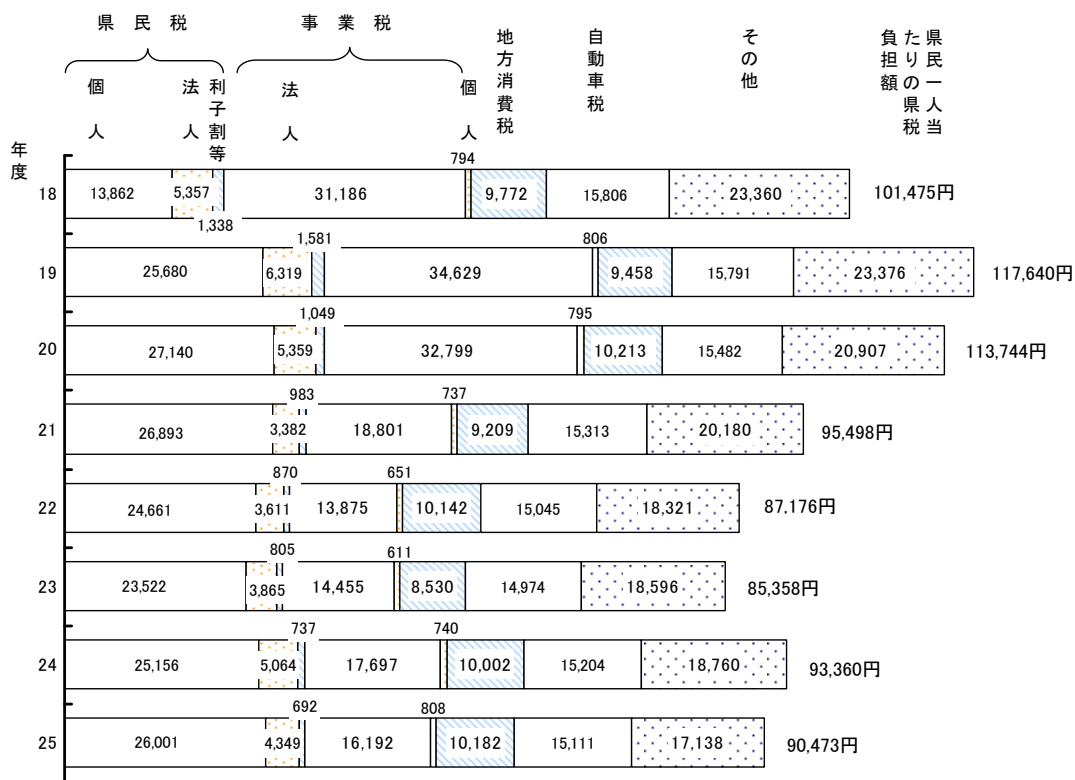 県民税
事業税
個人
法人
利子割等
法人
個人
地方消費税
自動車税
その他
県民一人当
たりの県税
負担額
年度
794
18 13,862 5,357 31,186 9,772 15,806 23,360 101,475円
1,338
1,581 806
19 25,680 6,319 34,629 9,458 15,791 23,376 117,640円
1,049 795
20 27,140 5,359 32,799 10,213 15,482 20,907 113,744円
983 737
21 26,893 3,382 18,801 9,209 15,313 20,180 95,498円
870 651
22 24,661 3,611 13,875 10,142 15,045 18,321 87,176円
805 611
23 23,522 3,865 14,455 8,530 14,974 18,596 85,358円
737 740
24 25,156 5,064 17,697 10,002 15,204 18,760 93,360円
692 808
25 26,001 4,349 16,192 10,182 15,111 17,138 90,473円